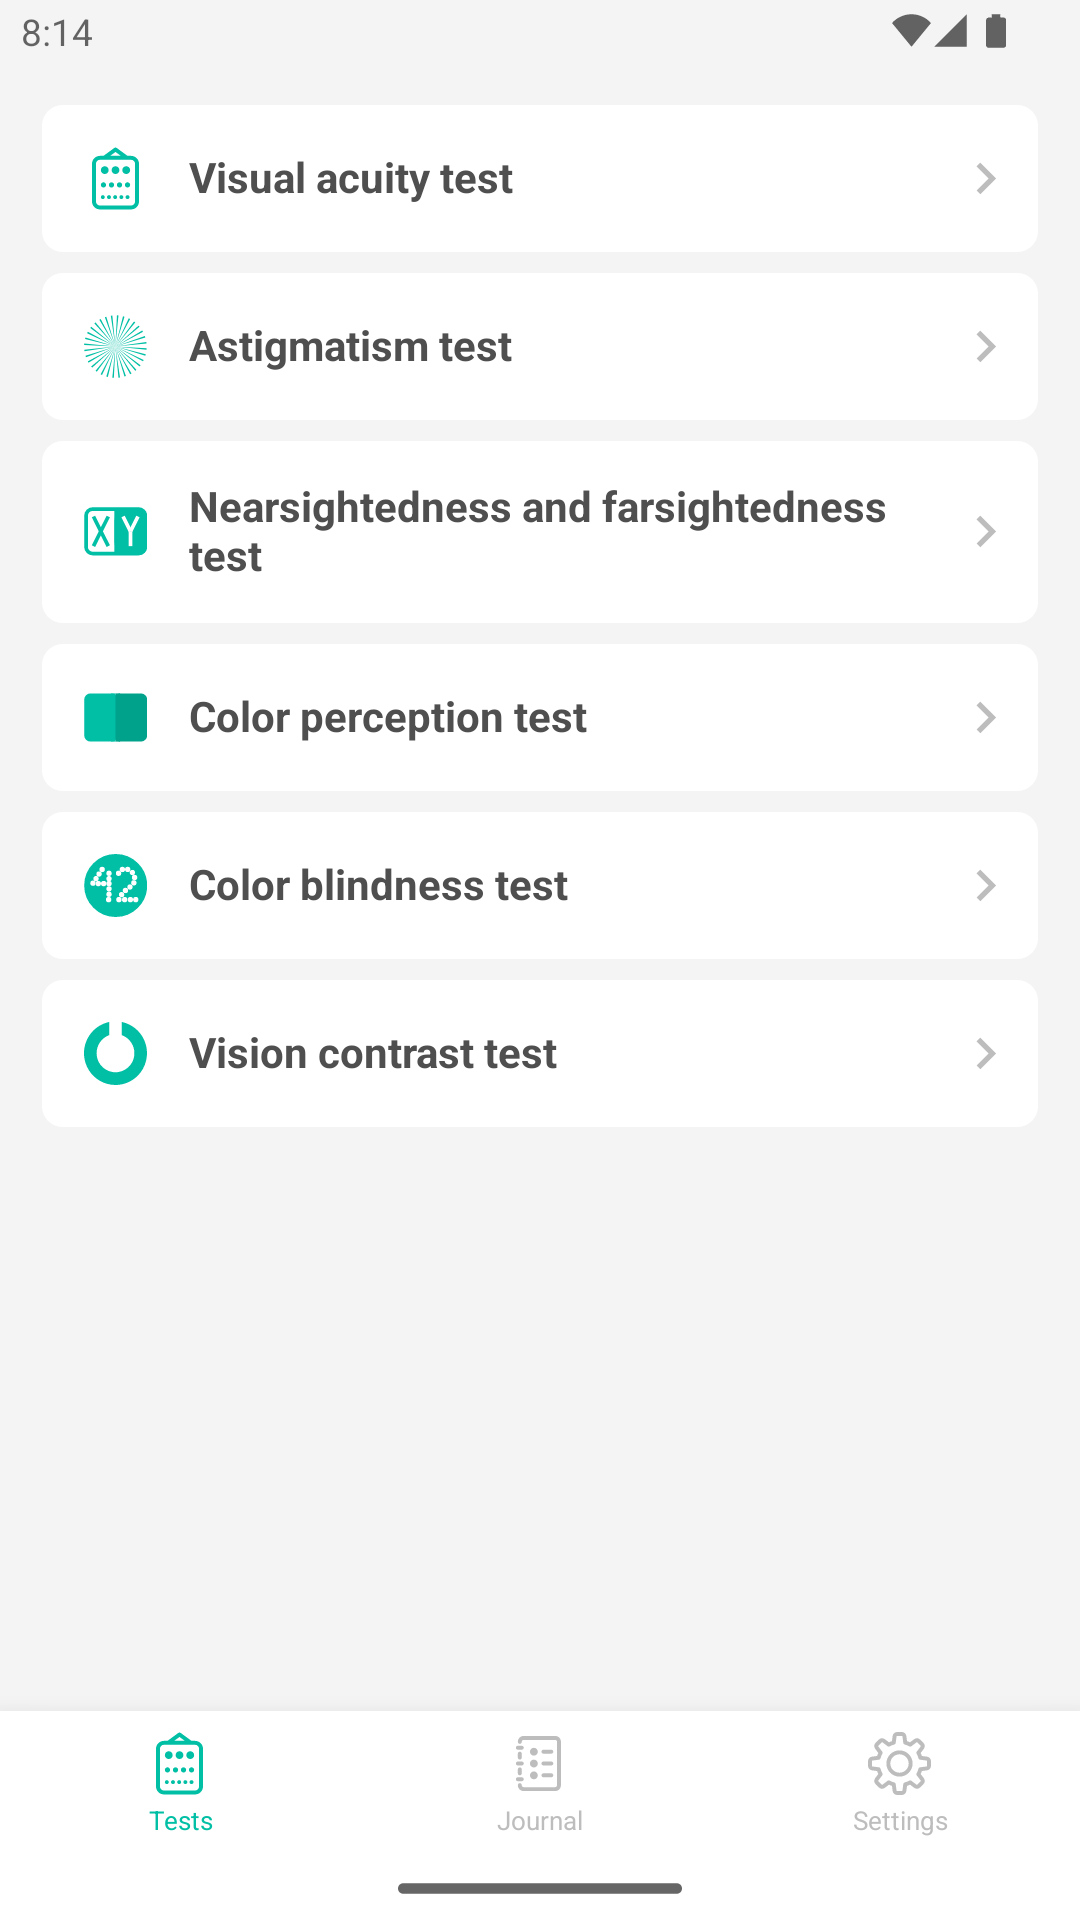 8:14
Visual acuity test
Astigmatism test
XY
Nearsightedness and farsightedness
test
Color perception test
42
Color blindness test
Vision contrast test
Tests
Journal
Settings